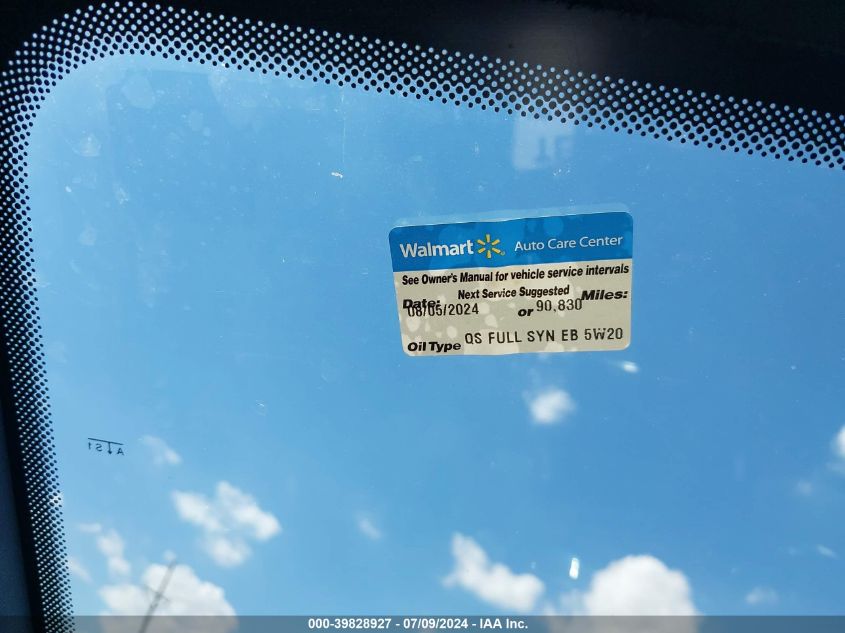 Walmart Auto Care Center
See Owner's Manual for vehicle service intervals
Next Service Suggested
Date: 08/05/2024 or 90,830 Miles:
Oil Type QS FULL SYN EB 5W20
000-39828927 - 07/09/2024 - IAA Inc.